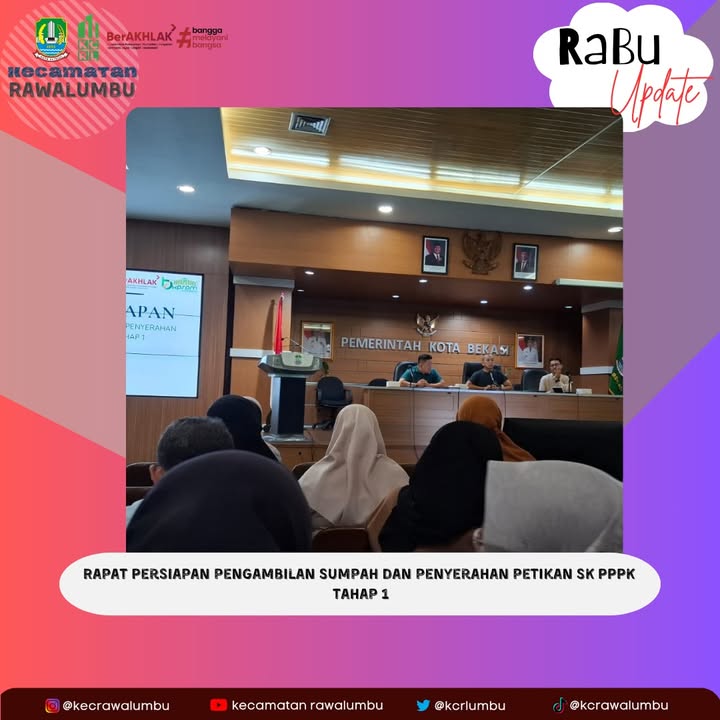 BerAKHLAK
#bangga
melayani
bangsa
Kecamatan
RAWALUMBU
RaBu
Update
BerAKHLAK
APAN
PENYERAHAN
HAP 1
PEMERINTAH KOTA BEKASI
RAPAT PERSIAPAN PENGAMBILAN SUMPAH DAN PENYERAHAN PETIKAN SK PPPK
TAHAP 1
@kecrawalumbu
kecamatan rawalumbu
@kcrlumbu
@kcrawalumbu